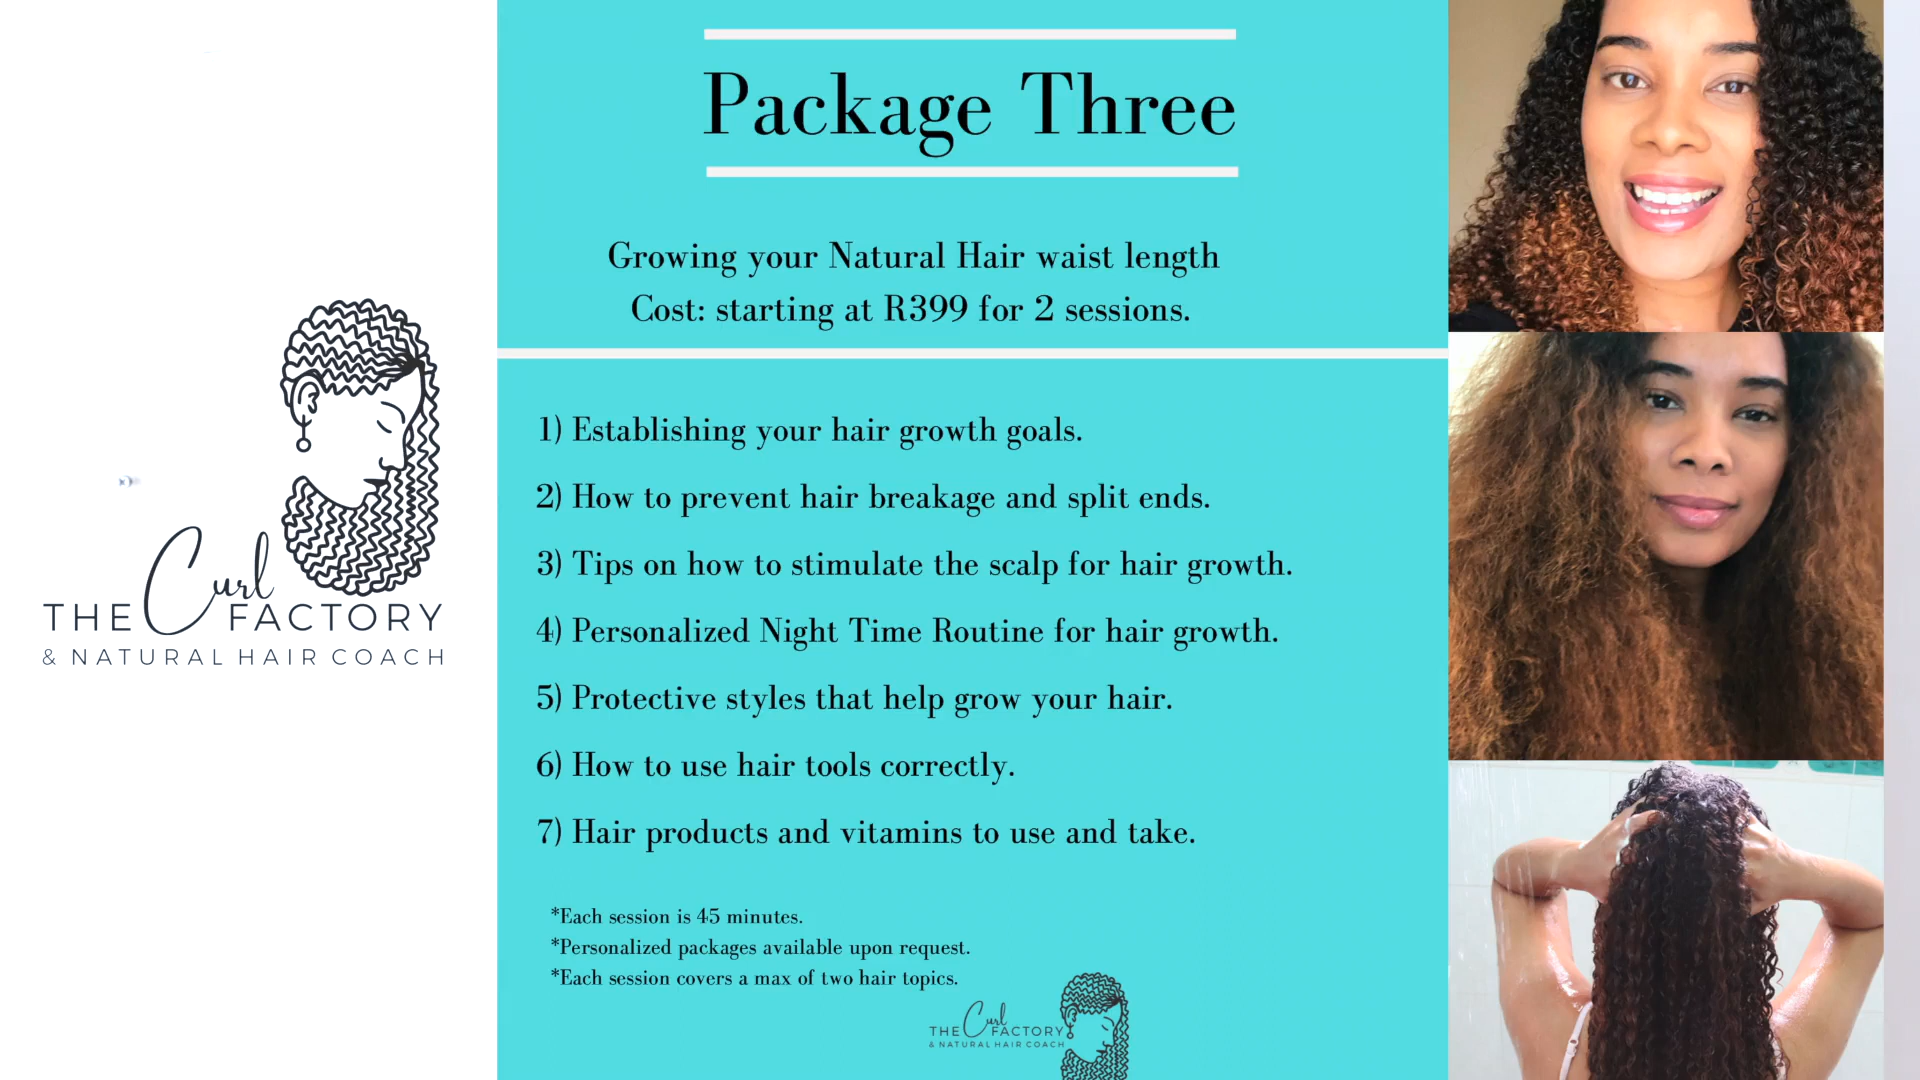 Package Three
Growing your Natural Hair waist length
Cost: starting at R399 for 2 sessions.
1) Establishing your hair growth goals.
2) How to prevent hair breakage and split ends.
3) Tips on how to stimulate the scalp for hair growth.
4) Personalized Night Time Routine for hair growth.
5) Protective styles that help grow your hair.
6) How to use hair tools correctly.
7) Hair products and vitamins to use and take.
*Each session is 45 minutes.
*Personalized packages available upon request.
*Each session covers a max of two hair topics.
THE Curl FACTORY
& NATURAL HAIR COACH
THE Curl FACTORY
& NATURAL HAIR COACH